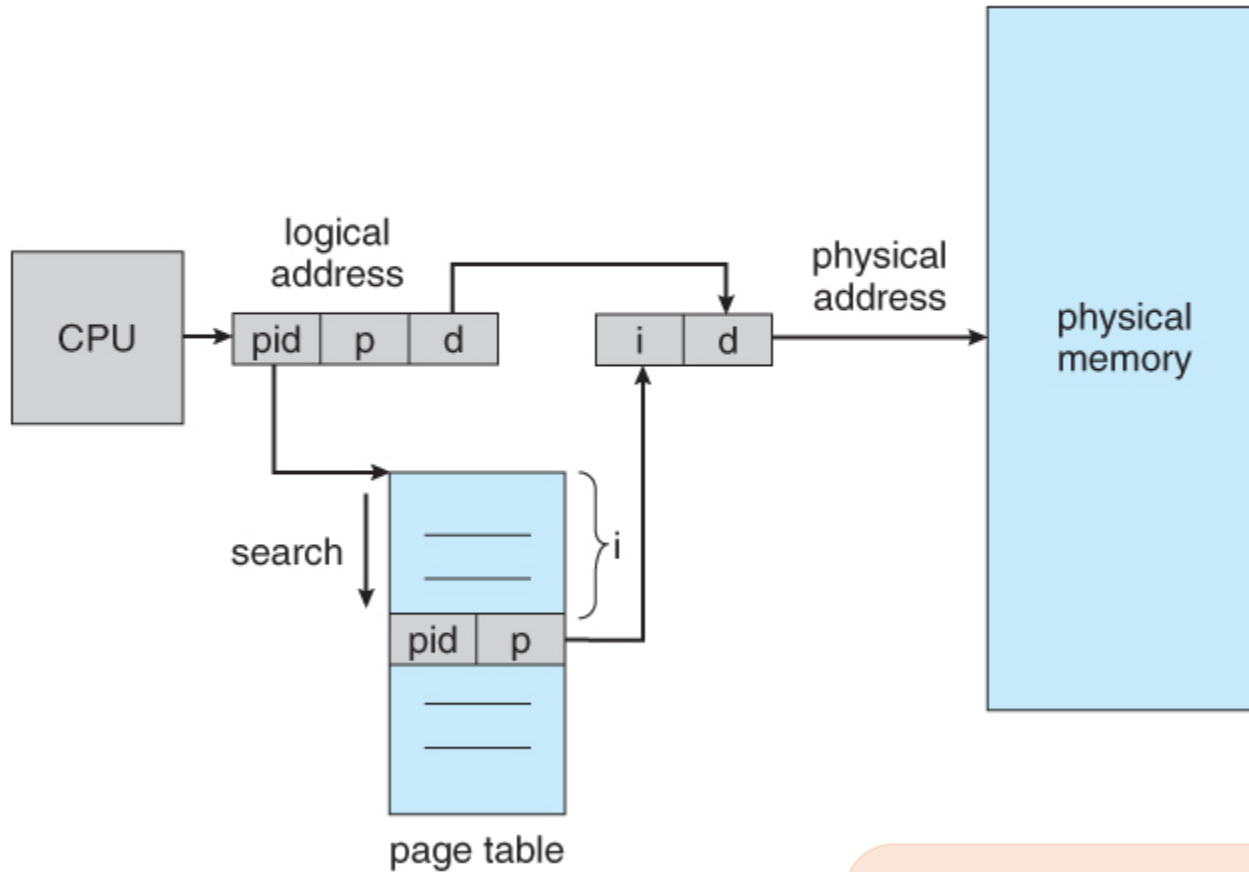 logical
address
physical
address
CPU
pid p d
i d
physical
memory
search
i
pid p
page table